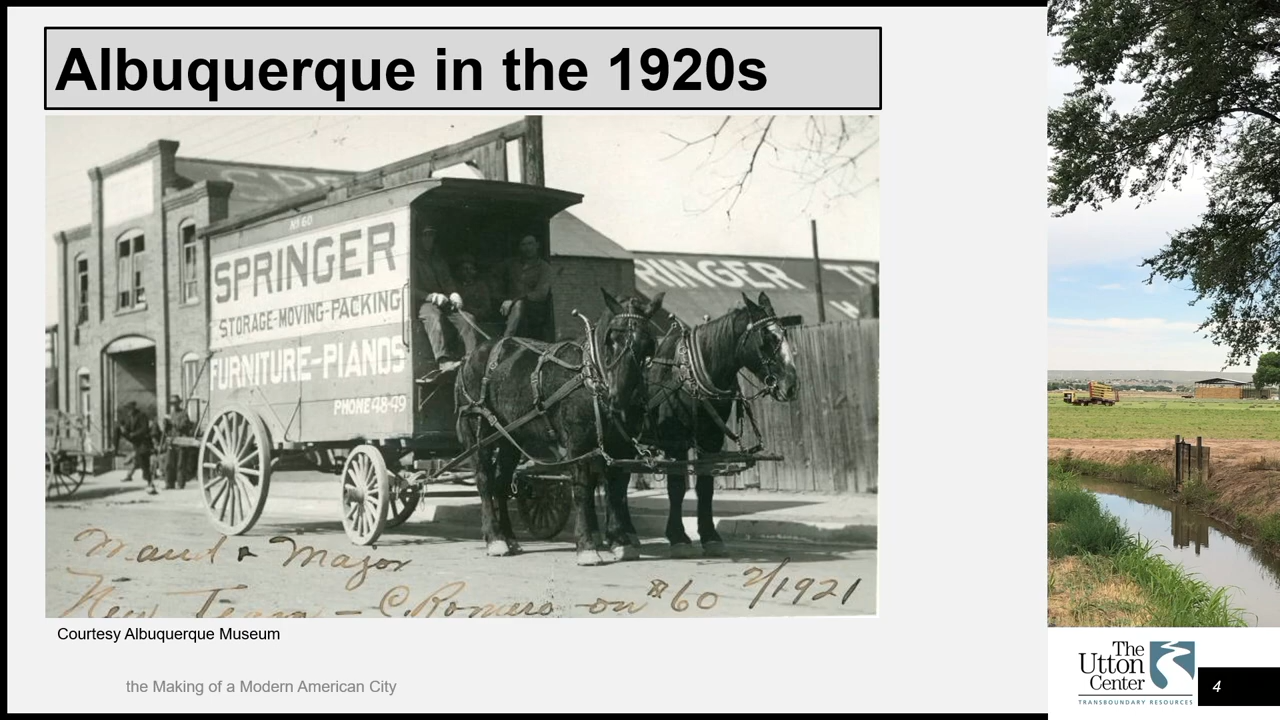 Albuquerque in the 1920s
No 60
SPRINGER
STORAGE-MOVING-PACKING
FURNITURE-PIANOS
PHONE 48-49
RINGER
Maud & Major
New Team - C. Romero - on $60 2/1921
Courtesy Albuquerque Museum
the Making of a Modern American City
The
Utton
Center
TRANSBOUNDARY RESOURCES
4